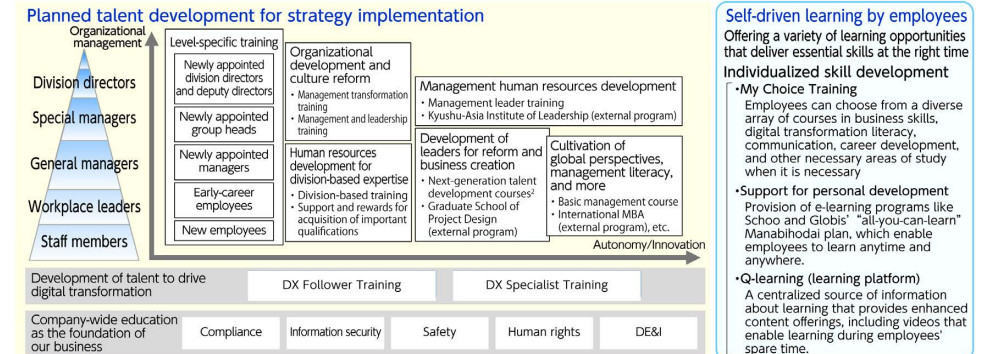 Planned talent development for strategy implementation
Organizational
management
Division directors
Special managers
General managers
Workplace leaders
Staff members
Level-specific training
Newly appointed
division directors
and deputy directors
Newly appointed
group heads
Newly appointed
managers
Early-career
employees
New employees
Organizational
development and
culture reform
・Management transformation
training
・Management and leadership
training
Human resources
development for
division-based expertise
・Division-based training
・Support and rewards for
acquisition of important
qualifications
Management human resources development
・Management leader training
・Kyushu-Asia Institute of Leadership (external program)
Development of
leaders for reform and
business creation
・Next-generation talent
development courses²
・Graduate School of
Project Design
(external program)
Cultivation of
global perspectives,
management literacy,
and more
・Basic management course
・International MBA
(external program), etc.
Autonomy/Innovation
Development of talent to drive
digital transformation
DX Follower Training
DX Specialist Training
Company-wide education
as the foundation of
our business
Compliance
Information security
Safety
Human rights
DE&I
Self-driven learning by employees
Offering a variety of learning opportunities
that deliver essential skills at the right time
Individualized skill development
・My Choice Training
Employees can choose from a diverse
array of courses in business skills,
digital transformation literacy,
communication, career development,
and other necessary areas of study
when it is necessary
・Support for personal development
Provision of e-learning programs like
Schoo and Globis' "all-you-can-learn"
Manabihodai plan, which enable
employees to learn anytime and
anywhere.
・Q-learning (learning platform)
A centralized source of information
about learning that provides enhanced
content offerings, including videos that
enable learning during employees'
spare time.